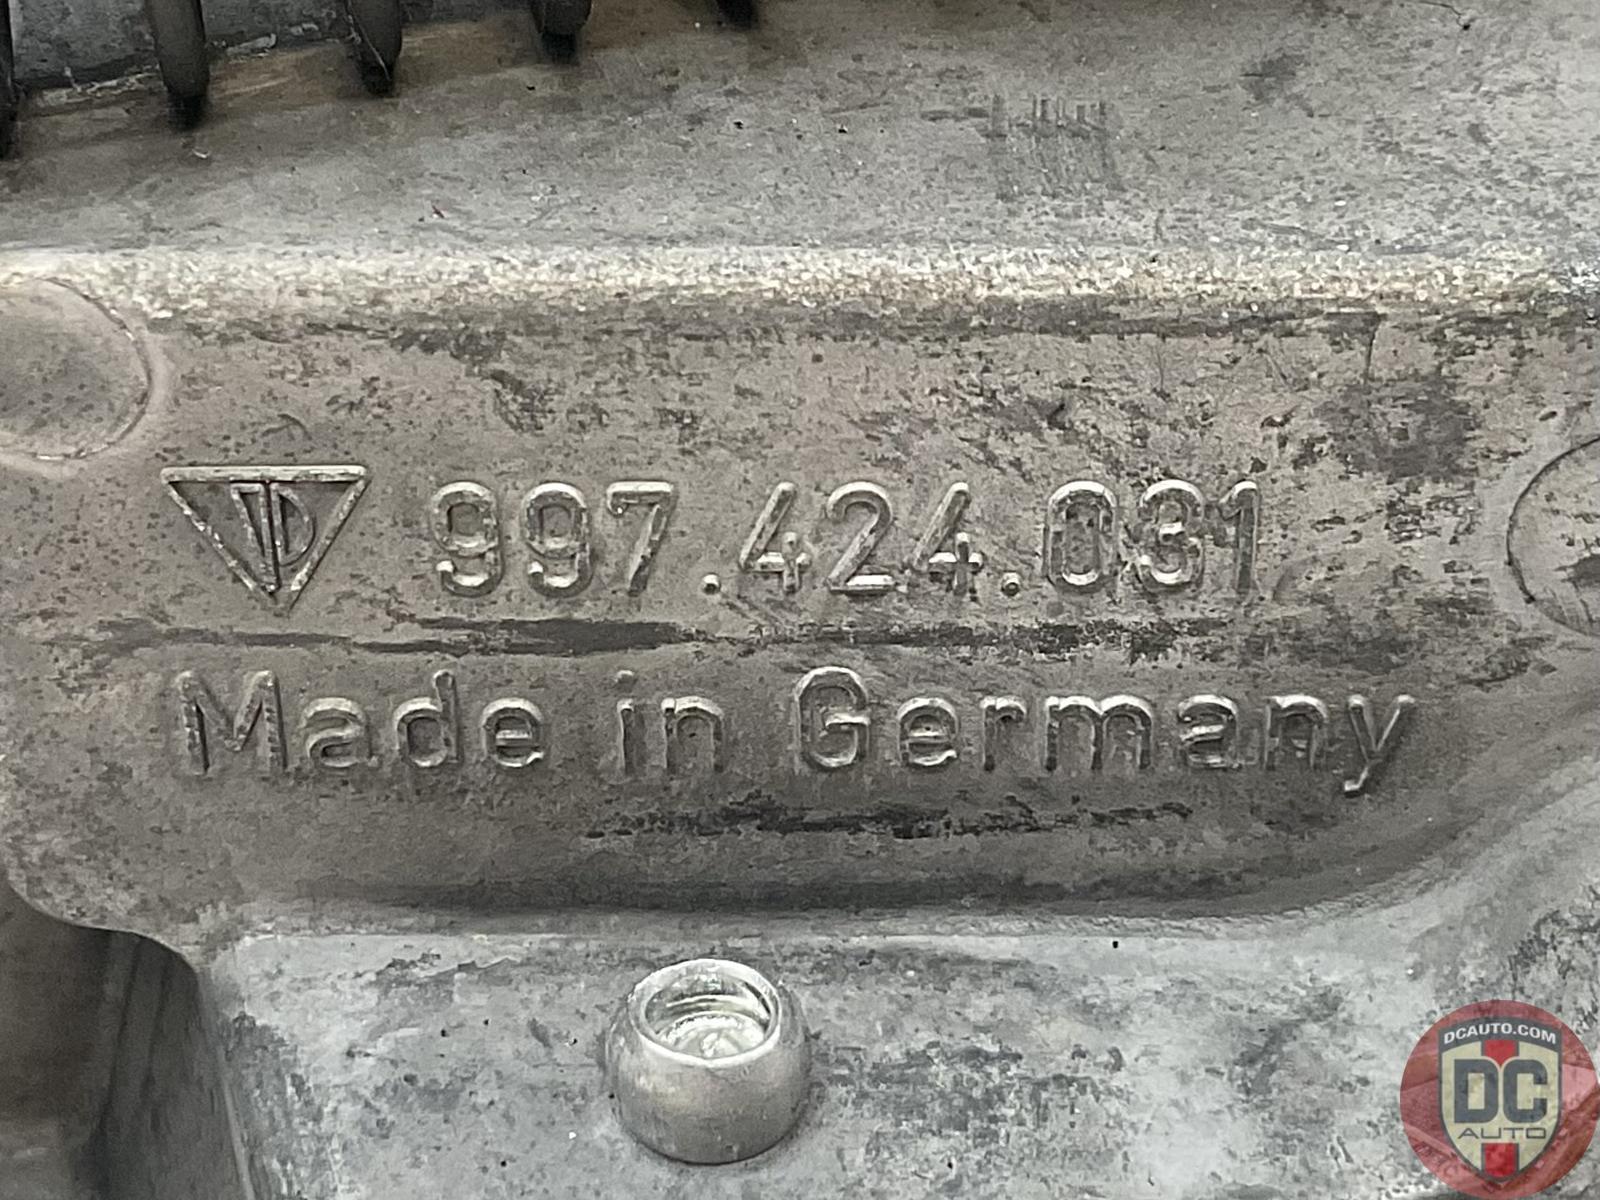 997.424.031
Made in Germany
DCAUTO.COM
DC
AUTO